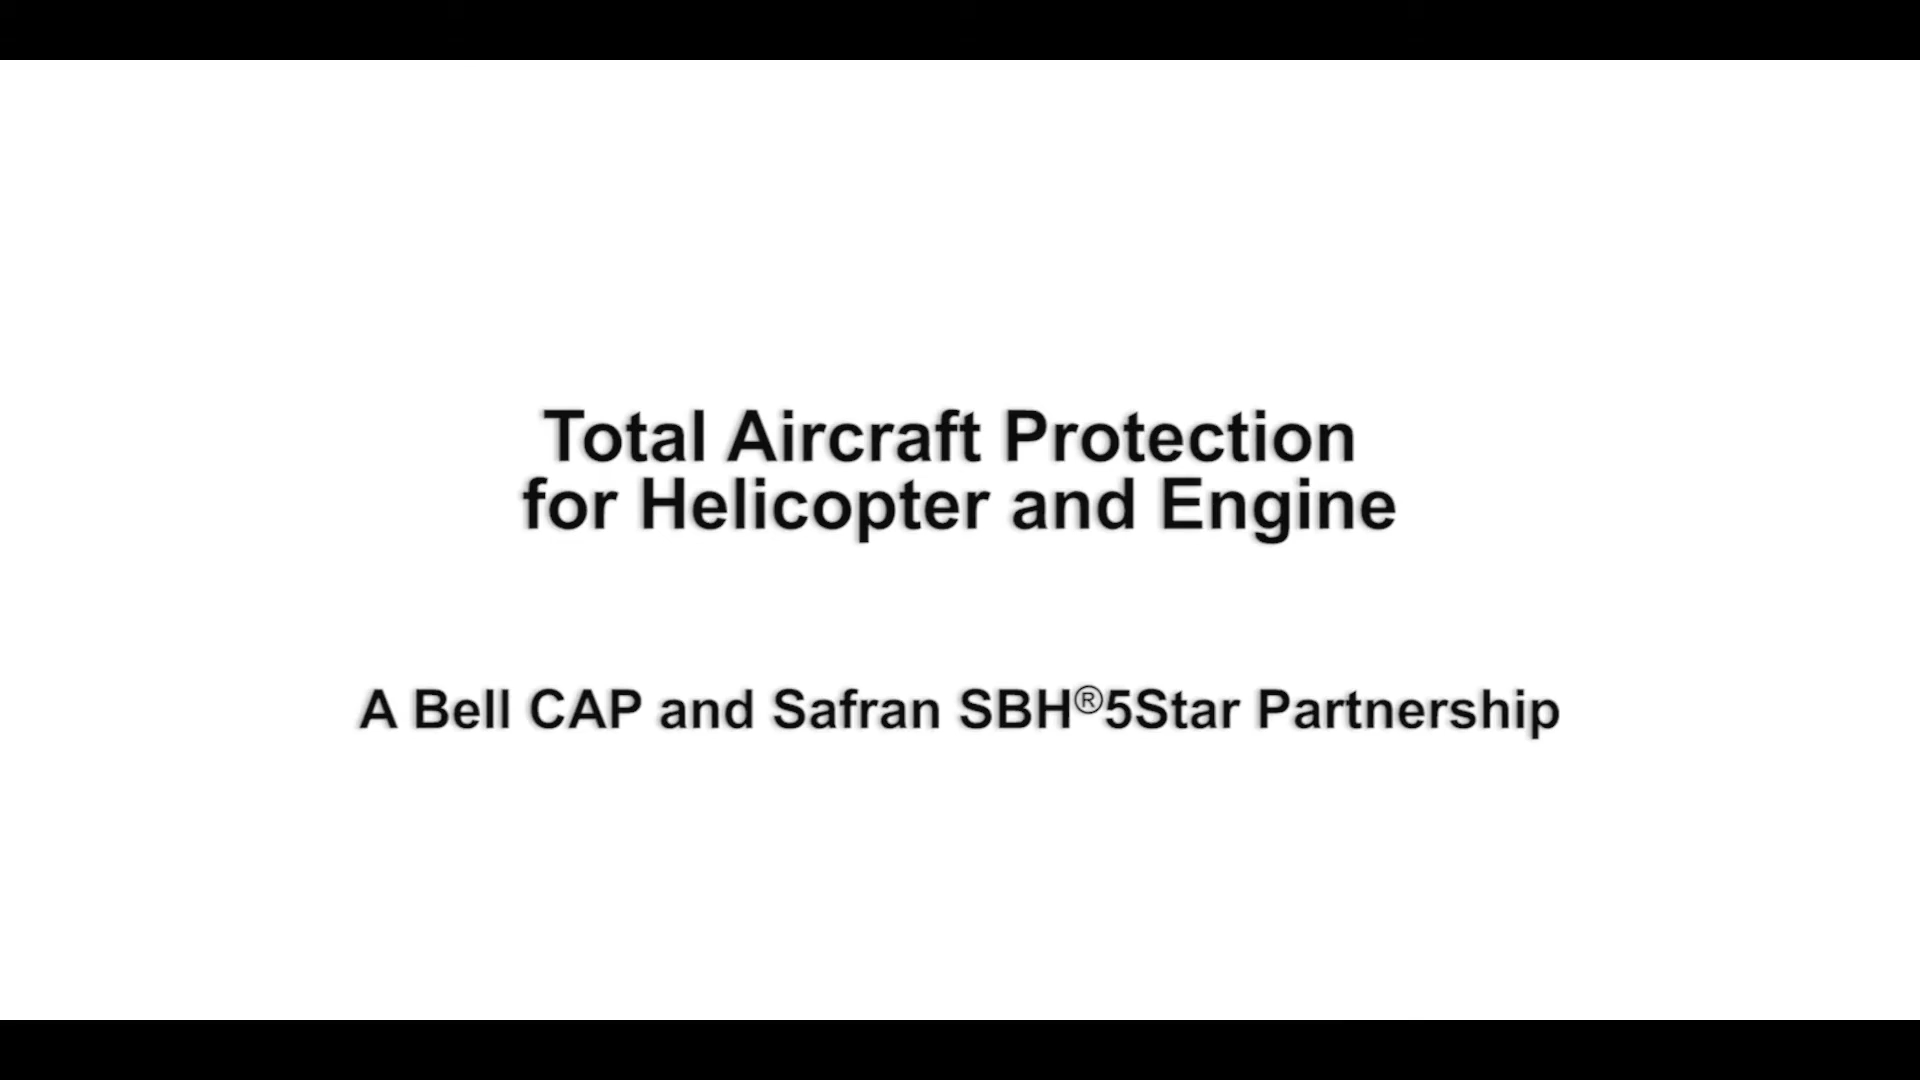 Total Aircraft Protection
for Helicopter and Engine
A Bell CAP and Safran SBH®5Star Partnership